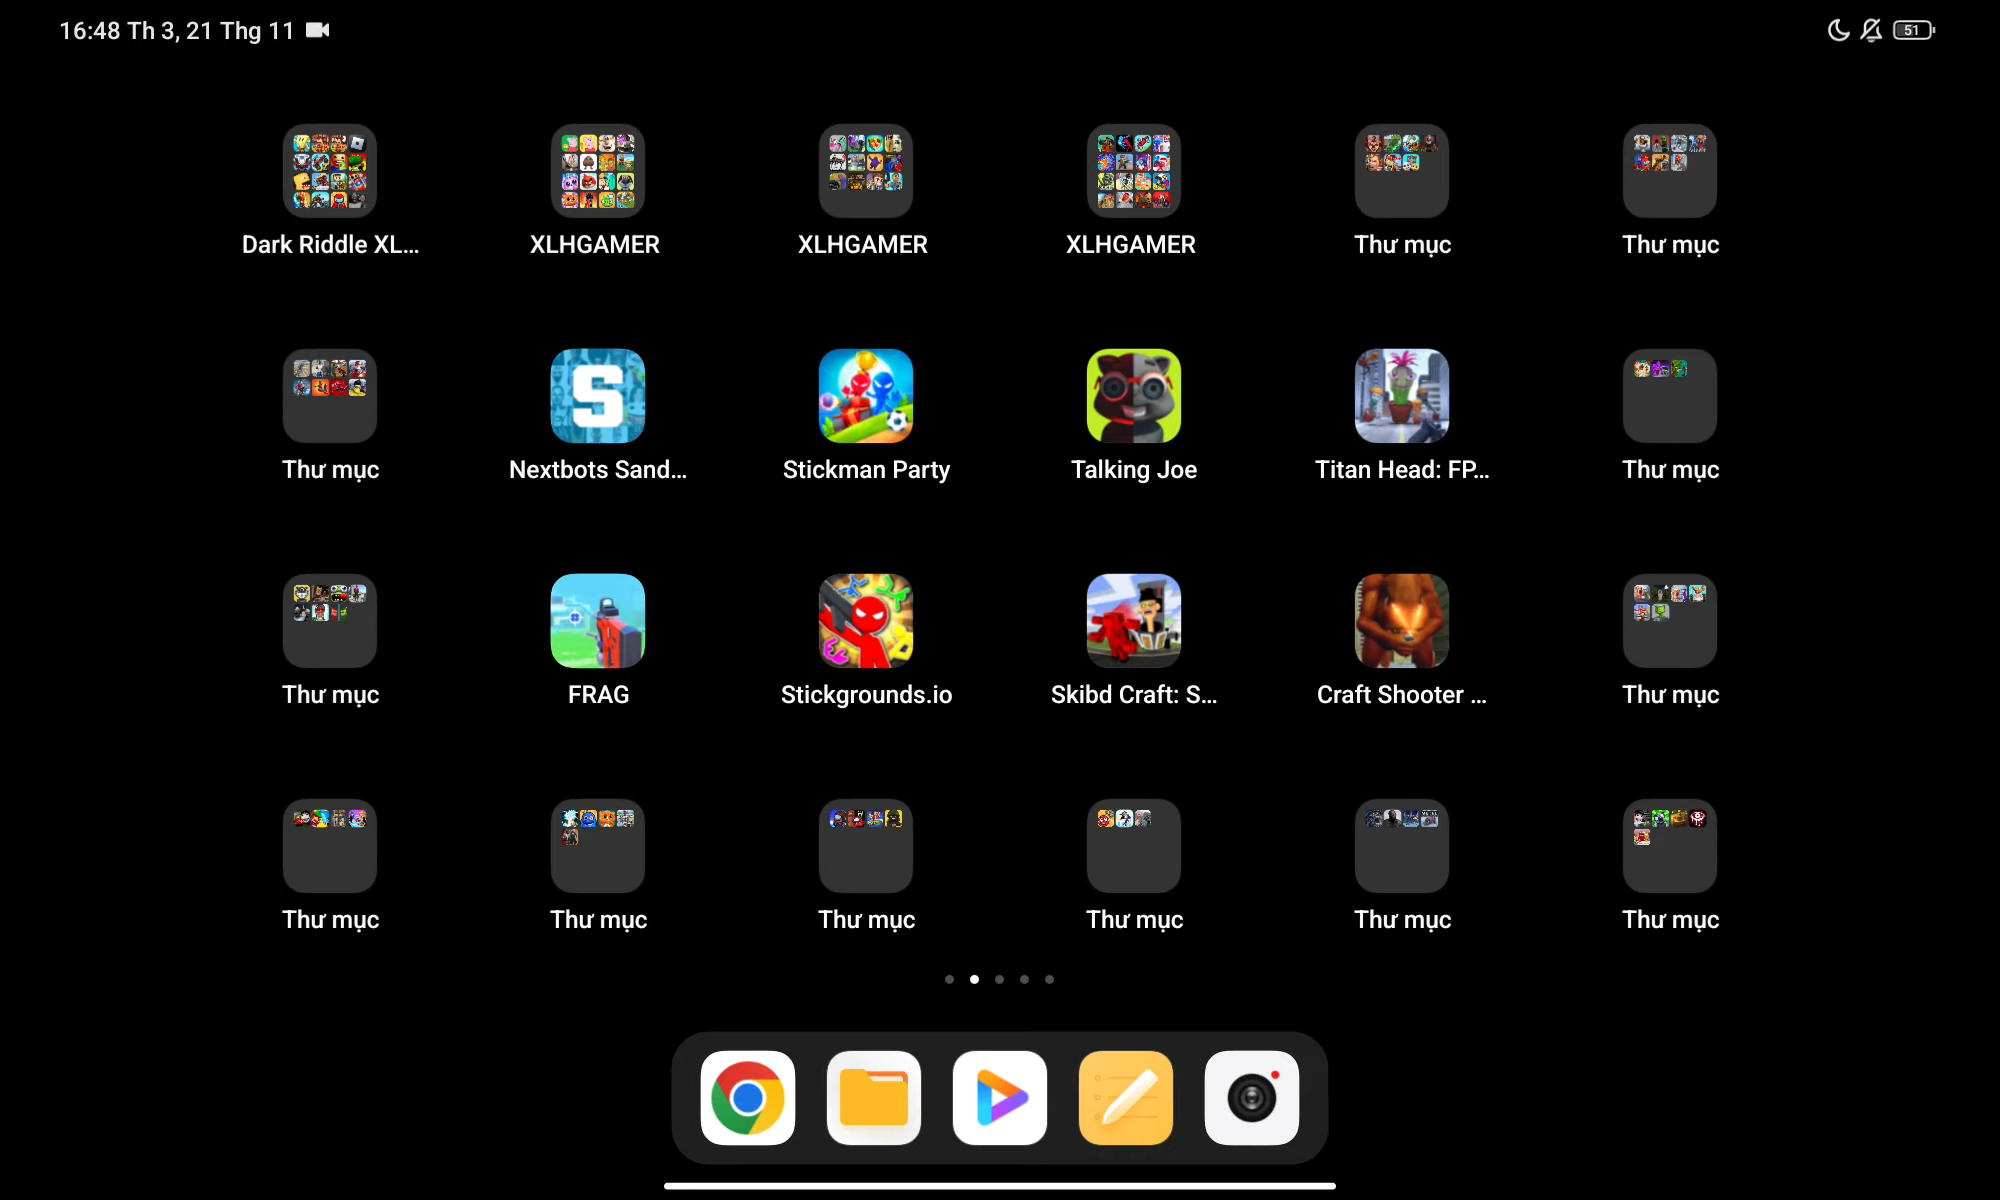 16:48 Th 3, 21 Thg 11
51
Dark Riddle XL...
XLHGAMER
XLHGAMER
XLHGAMER
Thư mục
Thư mục
Thư mục
S
Nextbots Sand...
Stickman Party
Talking Joe
Titan Head: FP...
Thư mục
Thư mục
FRAG
Stickgrounds.io
Skibd Craft: S...
Craft Shooter ...
Thư mục
Thư mục
Thư mục
Thư mục
Thư mục
Thư mục
Thư mục